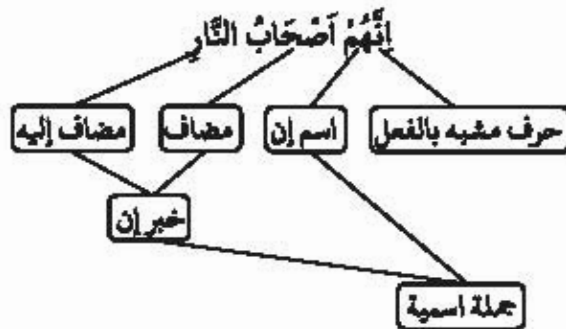 اِنَّهُمْ اَصْحَابُ النَّارِ
حرف مشبه بالفعل اسم إن مضاف مضاف إليه
خبر إن
جملة اسمية